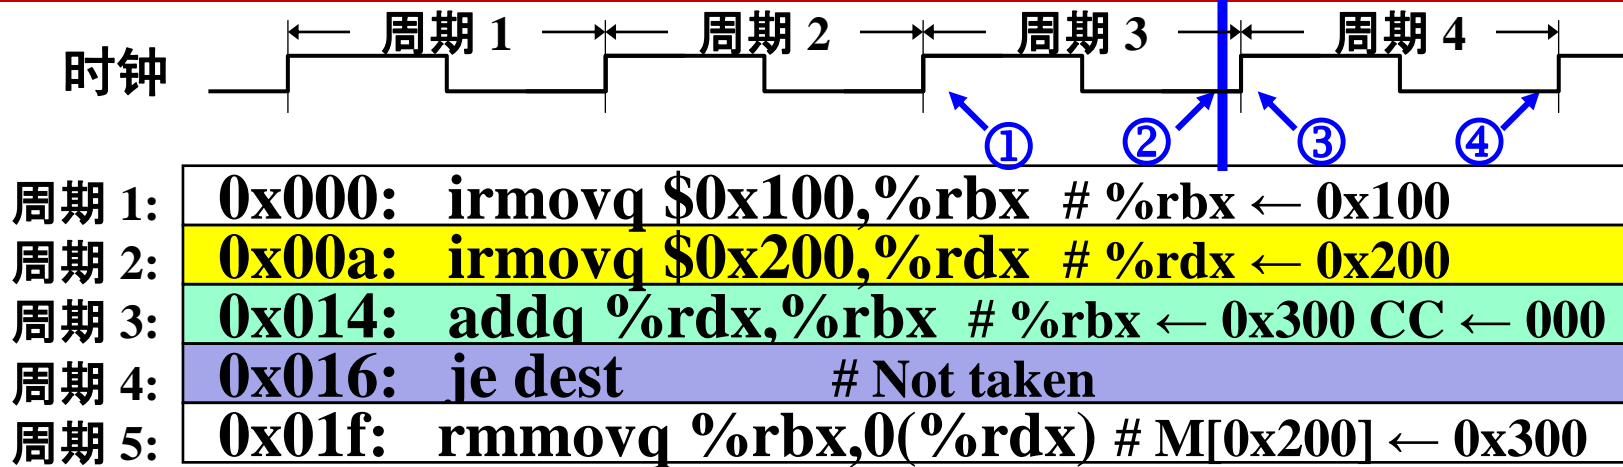 周期 1 周期 2 周期 3 周期 4
时钟
① ② ③ ④
周期 1: 0x000: irmovq $0x100,%rbx # %rbx ← 0x100
周期 2: 0x00a: irmovq $0x200,%rdx # %rdx ← 0x200
周期 3: 0x014: addq %rdx,%rbx # %rbx ← 0x300 CC ← 000
周期 4: 0x016: je dest # Not taken
周期 5: 0x01f: rmmovq %rbx,0(%rdx) # M[0x200] ← 0x300